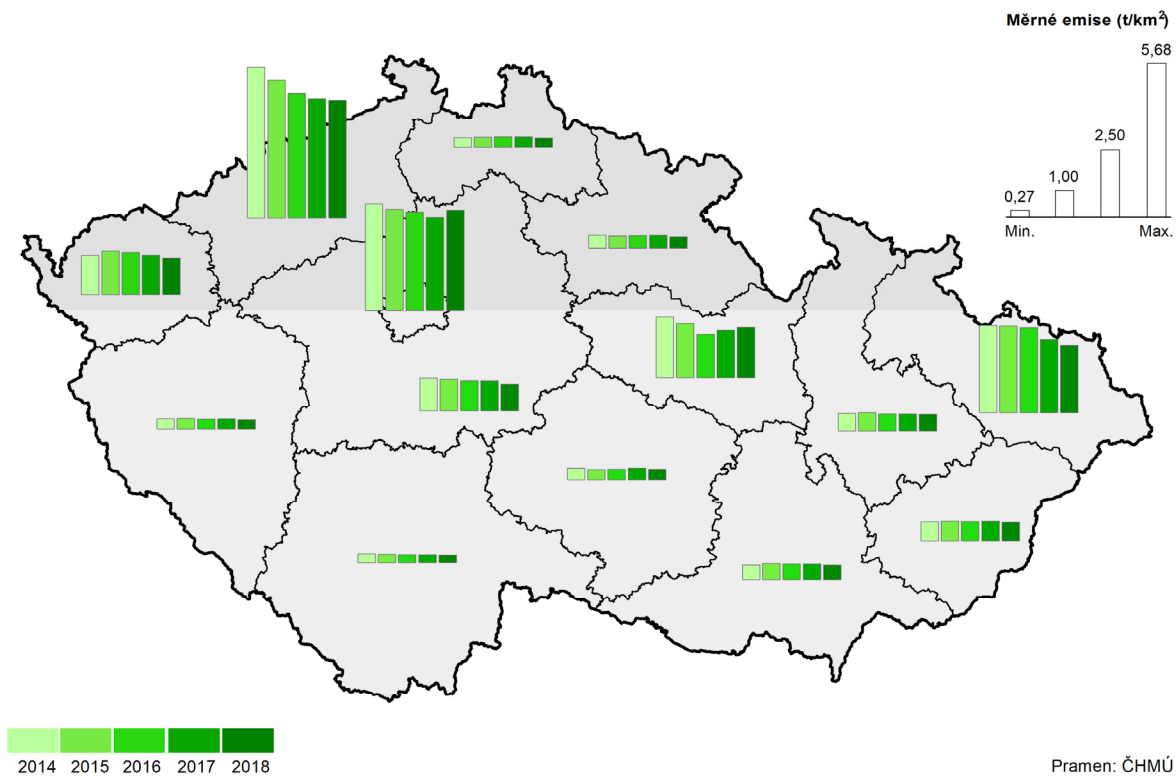 Měrné emise (t/km²)
5,68
2,50
1,00
0,27
Min. Max.
2014 2015 2016 2017 2018
Pramen: ČHMÚ